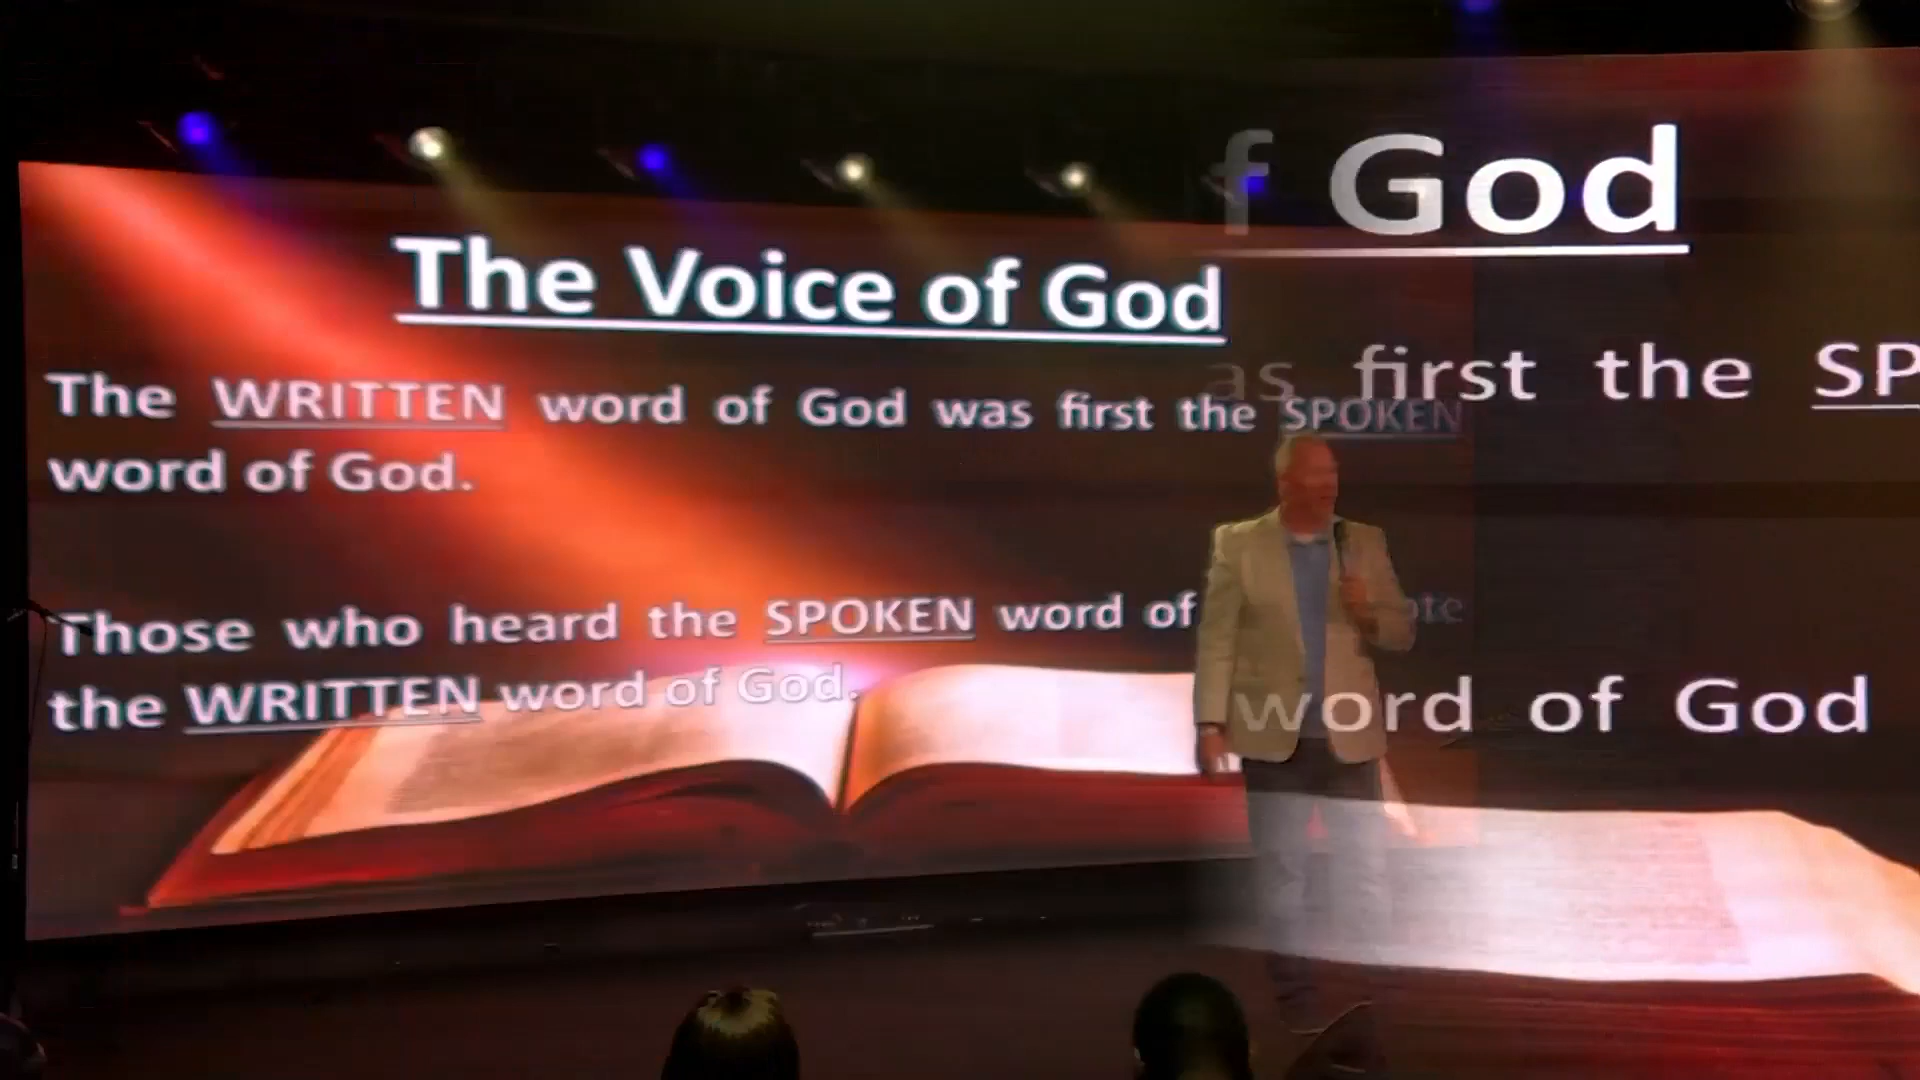 The Voice of God
The WRITTEN word of God was first the SPOKEN
word of God.
Those who heard the SPOKEN word of
the WRITTEN word of God.
f God
as first the SP
word of God